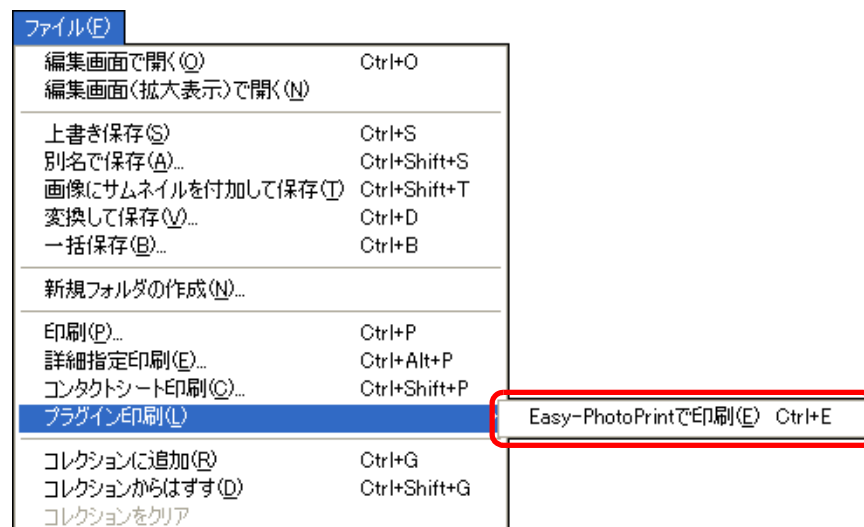 ファイル(F)
編集画面で開く(O) Ctrl+O
編集画面(拡大表示)で開く(N)
上書き保存(S) Ctrl+S
別名で保存(A)... Ctrl+Shift+S
画像にサムネイルを付加して保存(T) Ctrl+Shift+T
変換して保存(V)... Ctrl+D
一括保存(B)... Ctrl+B
新規フォルダの作成(N)...
印刷(P)... Ctrl+P
詳細指定印刷(E)... Ctrl+Alt+P
コンタクトシート印刷(C)... Ctrl+Shift+P
プラグイン印刷(L)
Easy-PhotoPrintで印刷(E) Ctrl+E
コレクションに追加(R) Ctrl+G
コレクションからはずす(D) Ctrl+Shift+G
コレクションをクリア